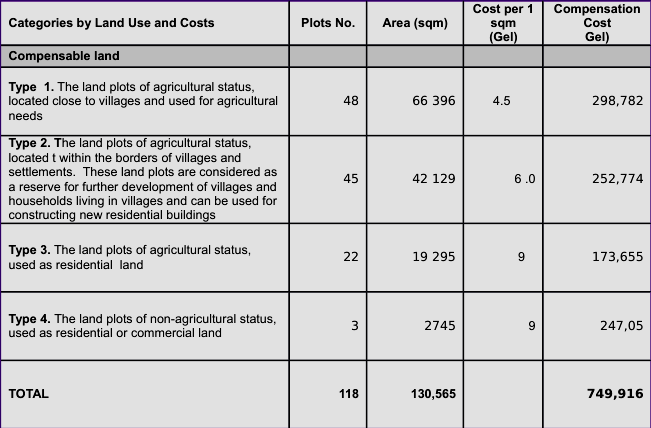 Categories by Land Use and Costs Plots No. Area (sqm) Cost per 1 sqm (Gel) Compensation Cost Gel)
Compensable land
Type 1. The land plots of agricultural status,
located close to villages and used for agricultural
needs
48 66 396 4.5 298,782
Type 2. The land plots of agricultural status,
located t within the borders of villages and
settlements. These land plots are considered as
a reserve for further development of villages and
households living in villages and can be used for
constructing new residential buildings
45 42 129 6 .0 252,774
Type 3. The land plots of agricultural status,
used as residential land
22 19 295 9 173,655
Type 4. The land plots of non-agricultural status,
used as residential or commercial land
3 2745 9 247,05
TOTAL 118 130,565 749,916